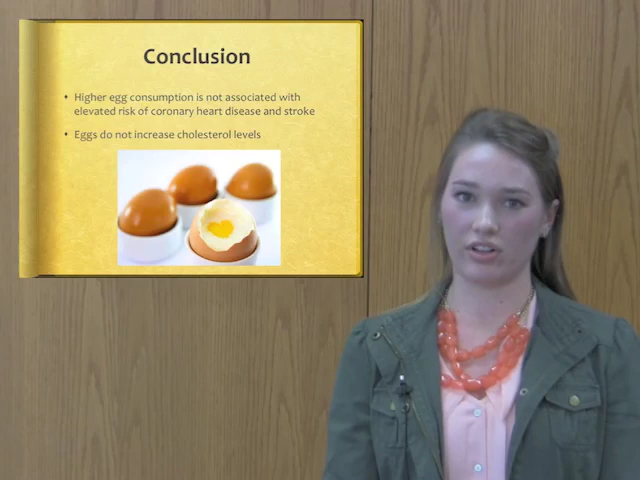 Conclusion
Higher egg consumption is not associated with
elevated risk of coronary heart disease and stroke
Eggs do not increase cholesterol levels